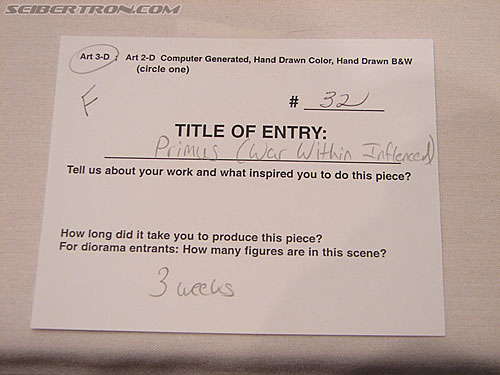 SEIBERTRON.COM
Art 3-D ; Art 2-D Computer Generated, Hand Drawn Color, Hand Drawn B&W
(circle one)
F
# 32
TITLE OF ENTRY:
Primus (War Within Inflenced)
Tell us about your work and what inspired you to do this piece?
How long did it take you to produce this piece?
For diorama entrants: How many figures are in this scene?
3 weeks